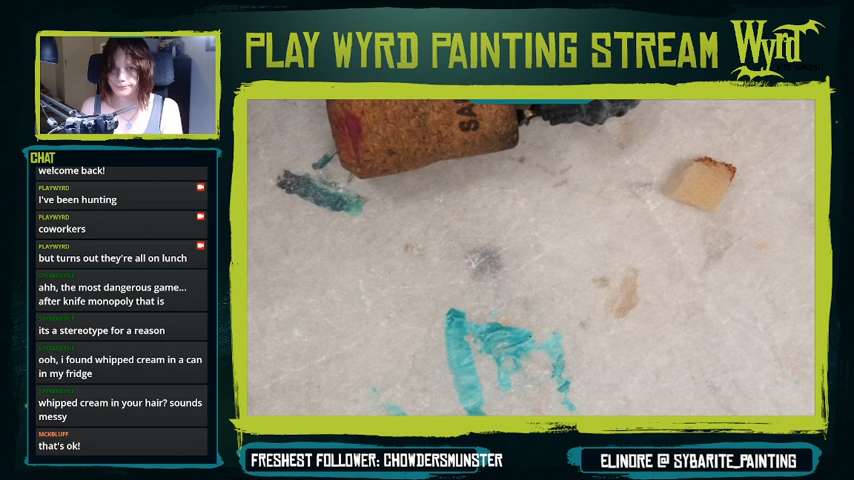 PLAY WYRD PAINTING STREAM
Wyrd
CHAT
welcome back!
PLAYWYRD
I've been hunting
PLAYWYRD
coworkers
PLAYWYRD
but turns out they're all on lunch
ahh, the most dangerous game...
after knife monopoly that is
its a stereotype for a reason
ooh, i found whipped cream in a can
in my fridge
whipped cream in your hair? sounds
messy
MCKBLUFF
that's ok!
SA
FRESHEST FOLLOWER: CHOWDERSMUNSTER
ELINORE @ SYBARITE_PAINTING